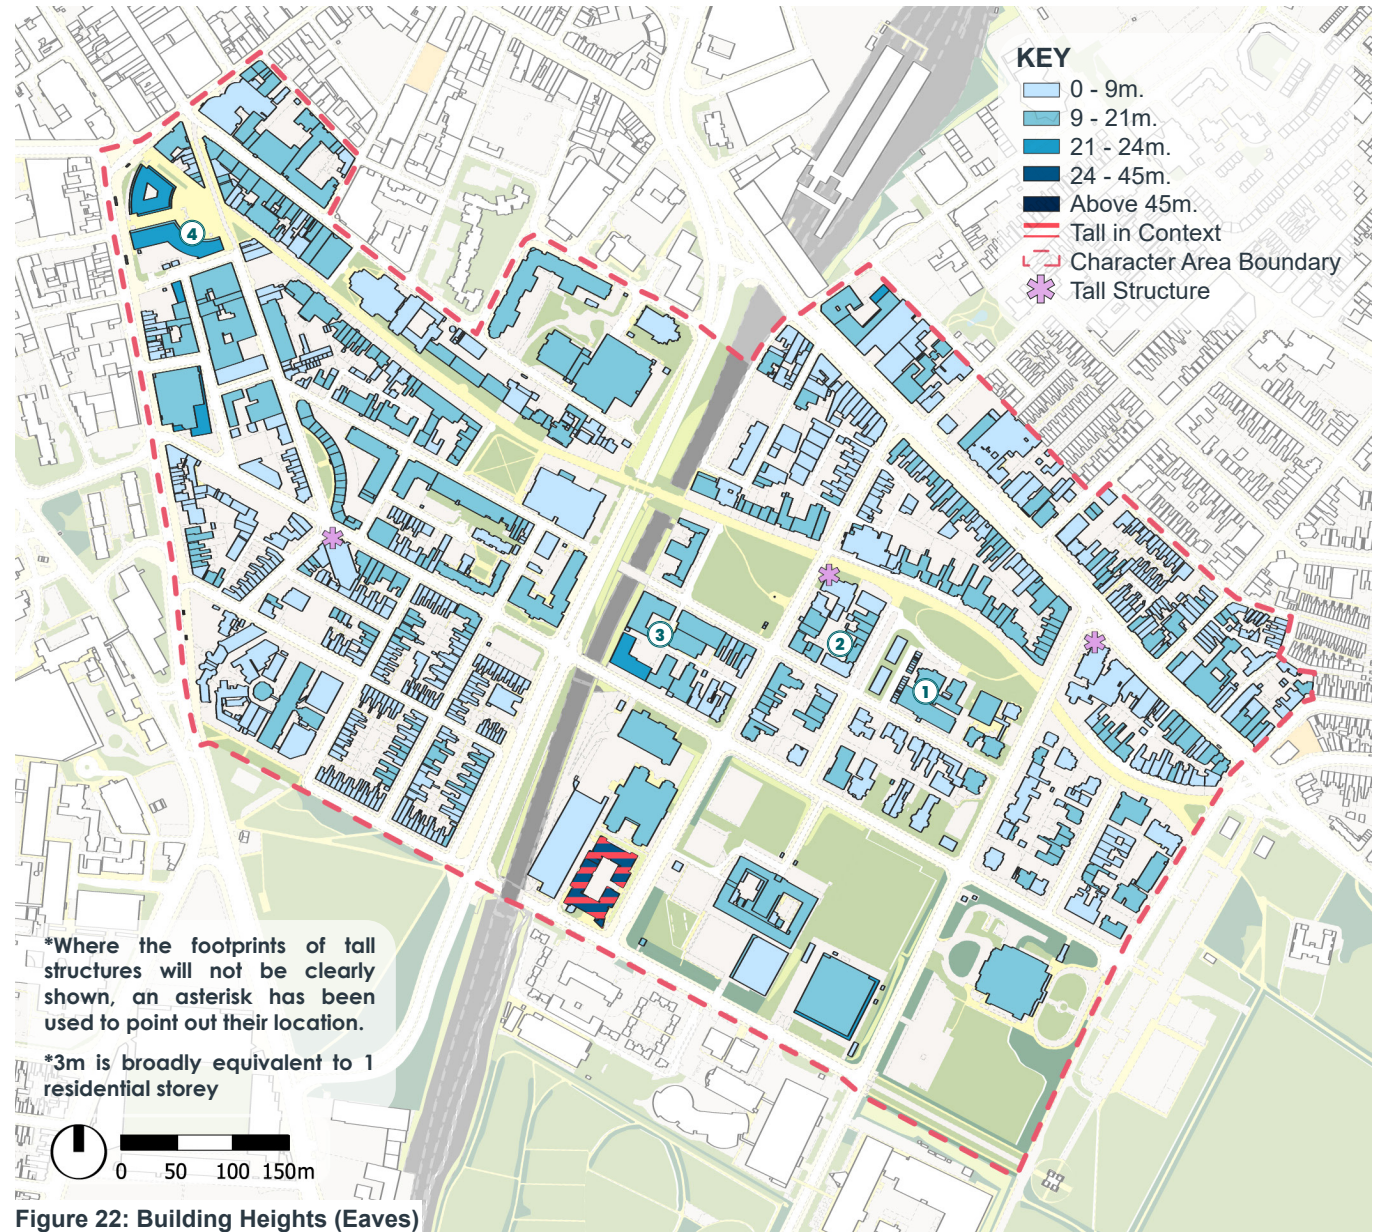 KEY
0 - 9m.
9 - 21m.
21 - 24m.
24 - 45m.
Above 45m.
Tall in Context
Character Area Boundary
Tall Structure
4
3
2
1
*Where the footprints of tall
structures will not be clearly
shown, an asterisk has been
used to point out their location.
*3m is broadly equivalent to 1
residential storey
0 50 100 150m
Figure 22: Building Heights (Eaves)